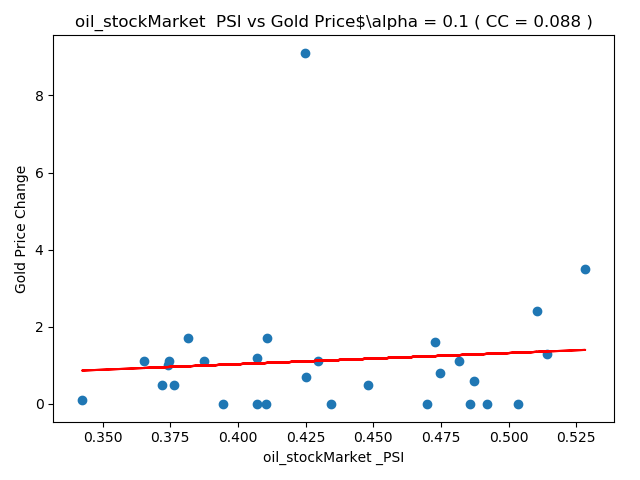 oil_stockMarket  PSI vs Gold Price$\alpha = 0.1 ( CC = 0.088 )
8
6
4
2
0
Gold Price Change
0.350 0.375 0.400 0.425 0.450 0.475 0.500 0.525
oil_stockMarket _PSI